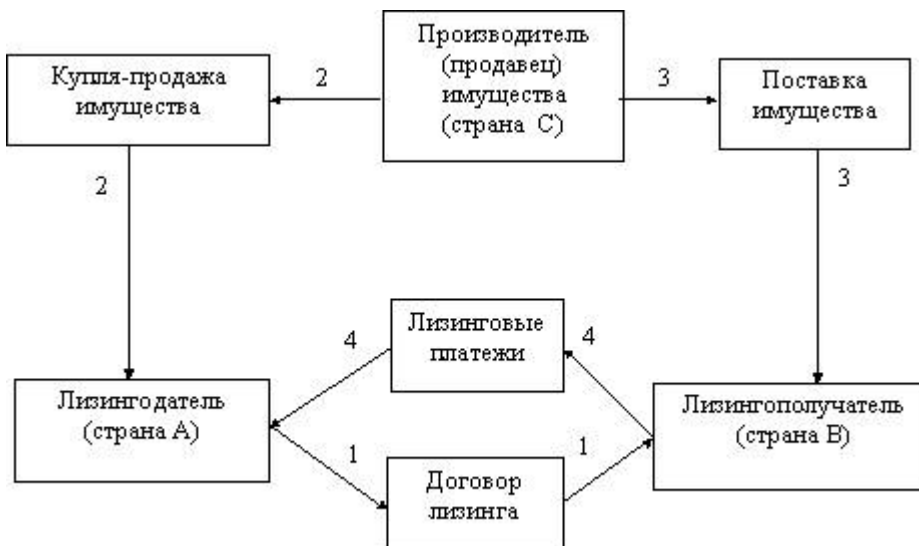 Производитель
(продавец)
имущества
(страна С)
Купля-продажа
имущества
2
3
Поставка
имущества
2
3
Лизинговые
платежи
4
4
Лизингодатель
(страна А)
Лизингополучатель
(страна В)
1
1
Договор
лизинга